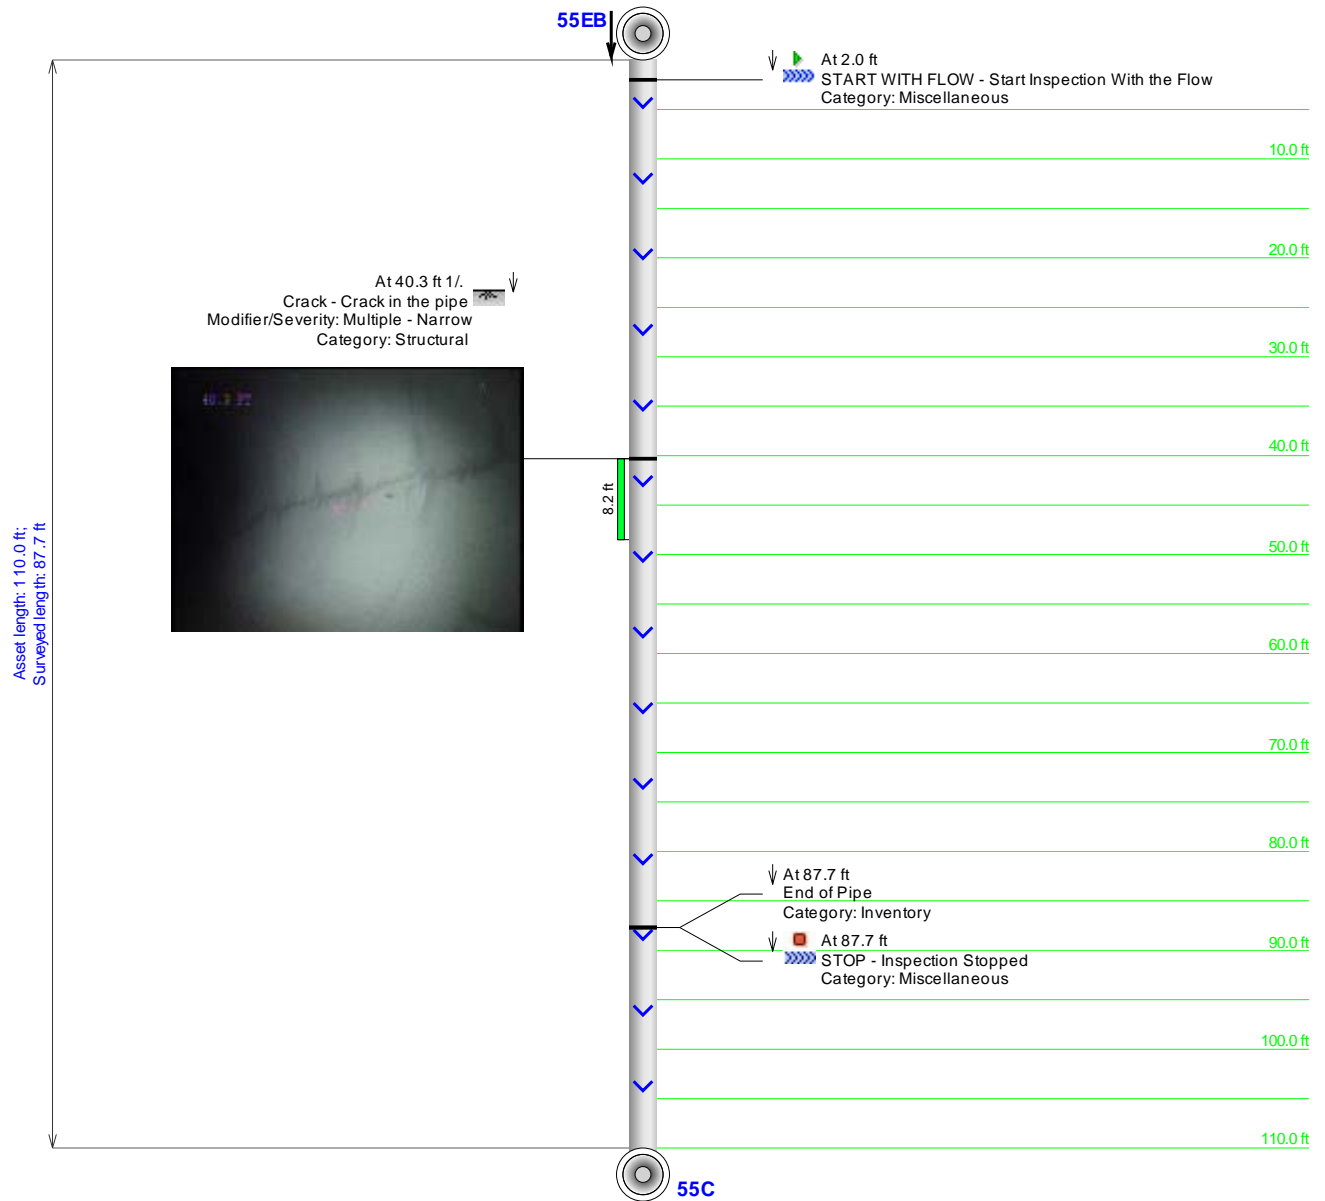 55EB
At 2.0 ft
START WITH FLOW - Start Inspection With the Flow
Category: Miscellaneous
10.0 ft
20.0 ft
At 40.3 ft 1/.
Crack - Crack in the pipe
Modifier/Severity: Multiple - Narrow
Category: Structural
30.0 ft
40.3 FT
40.0 ft
8.2 ft
50.0 ft
Asset length: 110.0 ft;
Surveyed length: 87.7 ft
60.0 ft
70.0 ft
80.0 ft
At 87.7 ft
End of Pipe
Category: Inventory
At 87.7 ft
STOP - Inspection Stopped
Category: Miscellaneous
90.0 ft
100.0 ft
110.0 ft
55C